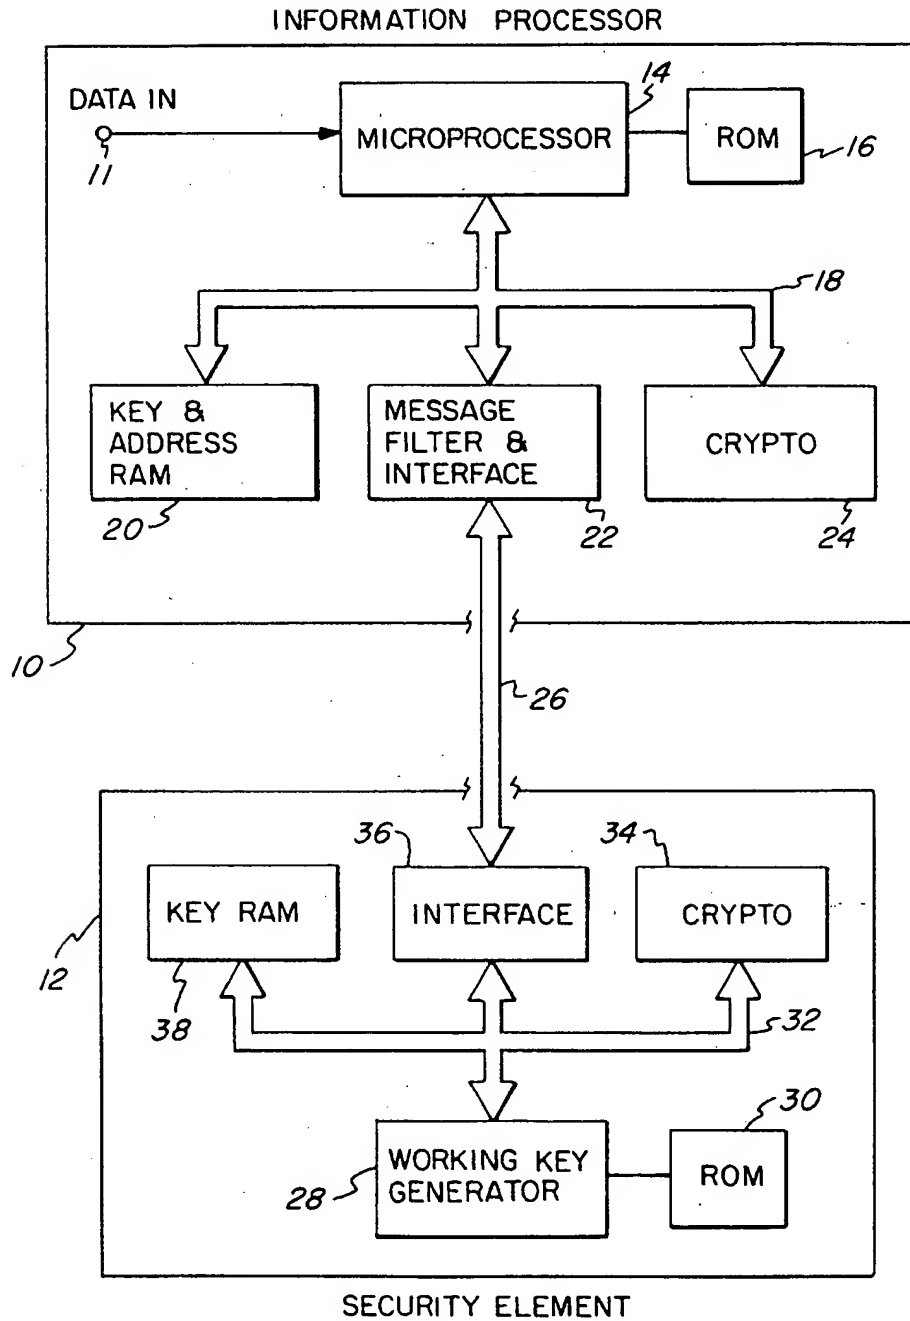 INFORMATION PROCESSOR
DATA IN
11
MICROPROCESSOR
14
ROM
16
18
KEY &
ADDRESS
RAM
20
MESSAGE
FILTER &
INTERFACE
22
CRYPTO
24
10
26
12
KEY RAM
38
36
INTERFACE
34
CRYPTO
32
28
WORKING KEY
GENERATOR
30
ROM
SECURITY ELEMENT